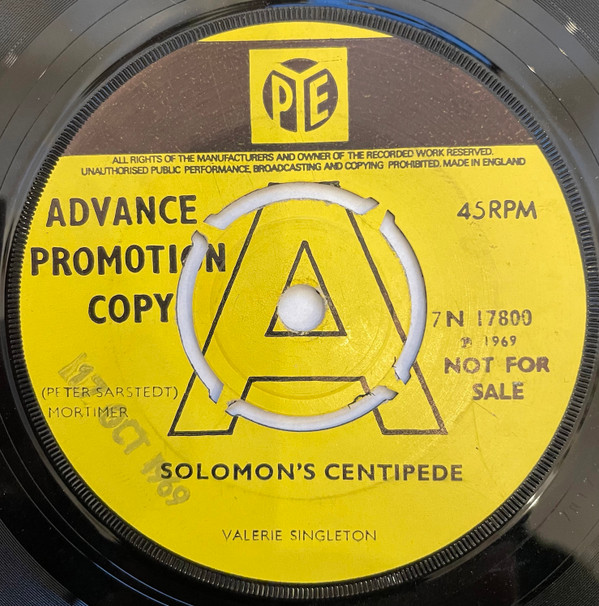 PYE
ALL RIGHTS OF THE MANUFACTURERS AND OWNER OF THE RECORDED WORK RESERVED.
UNAUTHORISED PUBLIC PERFORMANCE, BROADCASTING AND COPYING PROHIBITED. MADE IN ENGLAND
ADVANCE
PROMOTION
COPY
A
45RPM
7N 17800
℗ 1969
NOT FOR
SALE
(PETER SARSTEDT)
MORTIMER
OCT 1969
SOLOMON'S CENTIPEDE
VALERIE SINGLETON